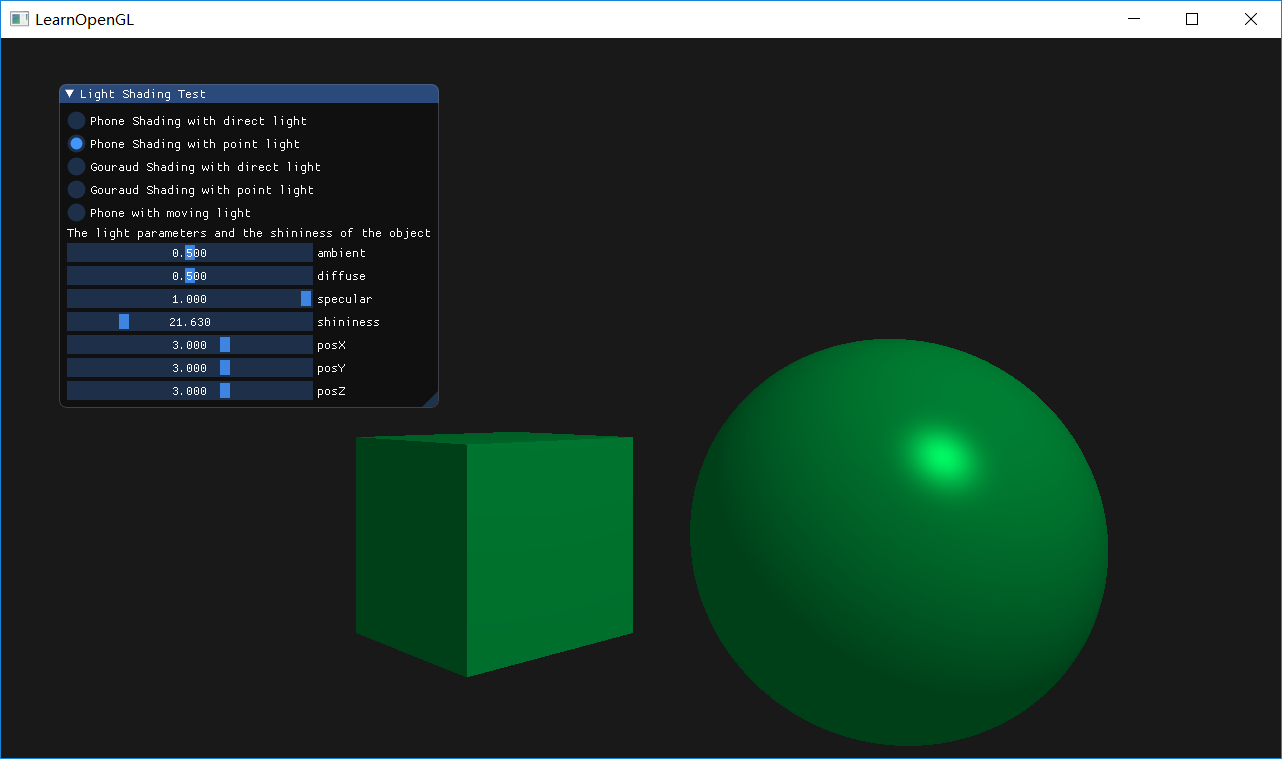 LearnOpenGL
Light Shading Test
Phone Shading with direct light
Phone Shading with point light
Gouraud Shading with direct light
Gouraud Shading with point light
Phone with moving light
The light parameters and the shininess of the object
0.500 ambient
0.500 diffuse
1.000 specular
21.630 shininess
3.000 posX
3.000 posY
3.000 posZ